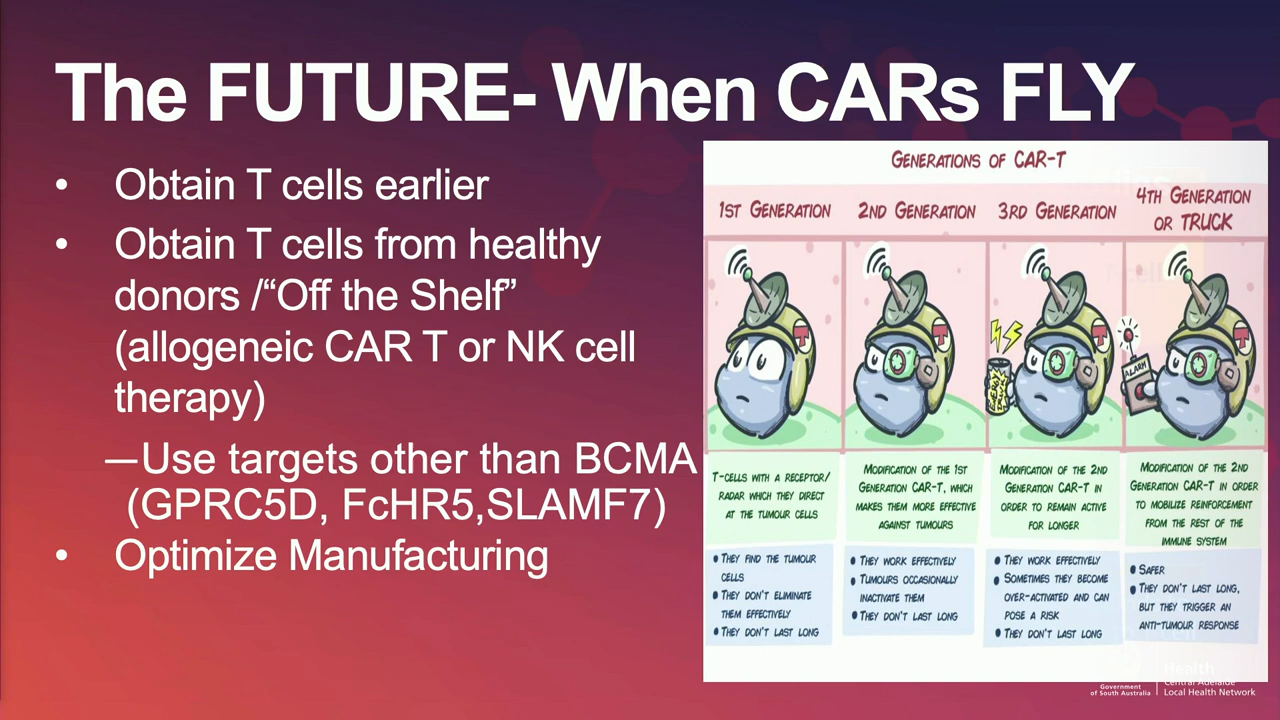 The FUTURE- When CARs FLY
• Obtain T cells earlier
• Obtain T cells from healthy
donors /“Off the Shelf”
(allogeneic CAR T or NK cell
therapy)
—Use targets other than BCMA
(GPRC5D, FcHR5,SLAMF7)
• Optimize Manufacturing
GENERATIONS OF CAR-T
1ST GENERATION
2ND GENERATION
3RD GENERATION
4TH GENERATION
OR TRUCK
T
T
T
T
ALARM
T-CELLS WITH A RECEPTOR/
RADAR WHICH THEY DIRECT
AT THE TUMOUR CELLS
MODIFICATION OF THE 1ST
GENERATION CAR-T, WHICH
MAKES THEM MORE EFFECTIVE
AGAINST TUMOURS
MODIFICATION OF THE 2ND
GENERATION CAR-T IN
ORDER TO REMAIN ACTIVE
FOR LONGER
MODIFICATION OF THE 2ND
GENERATION CAR-T IN ORDER
TO MOBILIZE REINFORCEMENT
FROM THE REST OF THE
IMMUNE SYSTEM
• THEY FIND THE TUMOUR
CELLS
• THEY DON'T ELIMINATE
THEM EFFECTIVELY
• THEY DON'T LAST LONG
• THEY WORK EFFECTIVELY
• TUMOURS OCCASIONALLY
INACTIVATE THEM
• THEY DON'T LAST LONG
• THEY WORK EFFECTIVELY
• SOMETIMES THEY BECOME
OVER-ACTIVATED AND CAN
POSE A RISK
• THEY DON'T LAST LONG
• SAFER
• THEY DON'T LAST LONG,
BUT THEY TRIGGER AN
ANTI-TUMOUR RESPONSE
Government
of South Australia
Health
Central Adelaide
Local Health Network